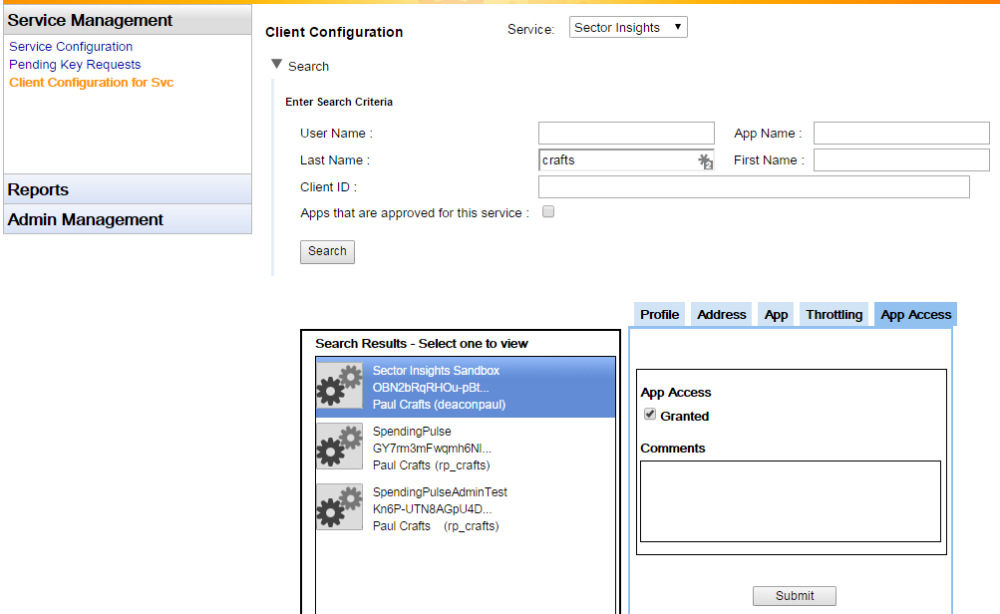 Service Management
Service Configuration
Pending Key Requests
Client Configuration for Svc
Reports
Admin Management
Client Configuration
Service: Sector Insights
Search
Enter Search Criteria
User Name :
App Name :
Last Name : crafts
2
First Name :
Client ID :
Apps that are approved for this service :
Search
Search Results - Select one to view
Sector Insights Sandbox
OBN2bRqRHOu-pBt...
Paul Crafts (deaconpaul)
SpendingPulse
GY7rm3mFwqmh6Nl...
Paul Crafts (rp_crafts)
SpendingPulseAdminTest
Kn6P-UTN8AGpU4D...
Paul Crafts (rp_crafts)
Profile Address App Throttling App Access
App Access
Granted
Comments
Submit